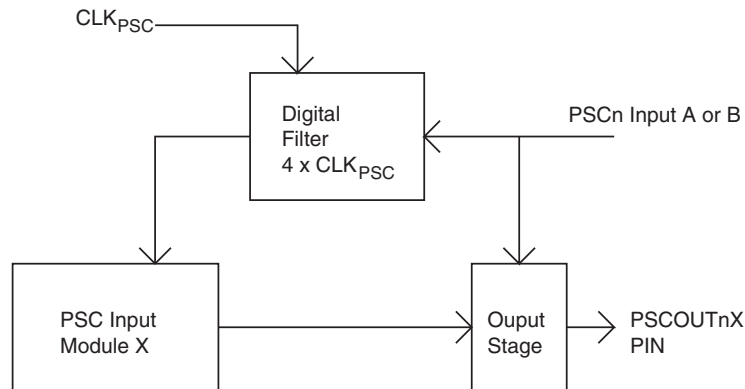 CLKPSC
Digital
Filter
4 x CLKPSC
PSCn Input A or B
PSC Input
Module X
Ouput
Stage
PSCOUTnX
PIN